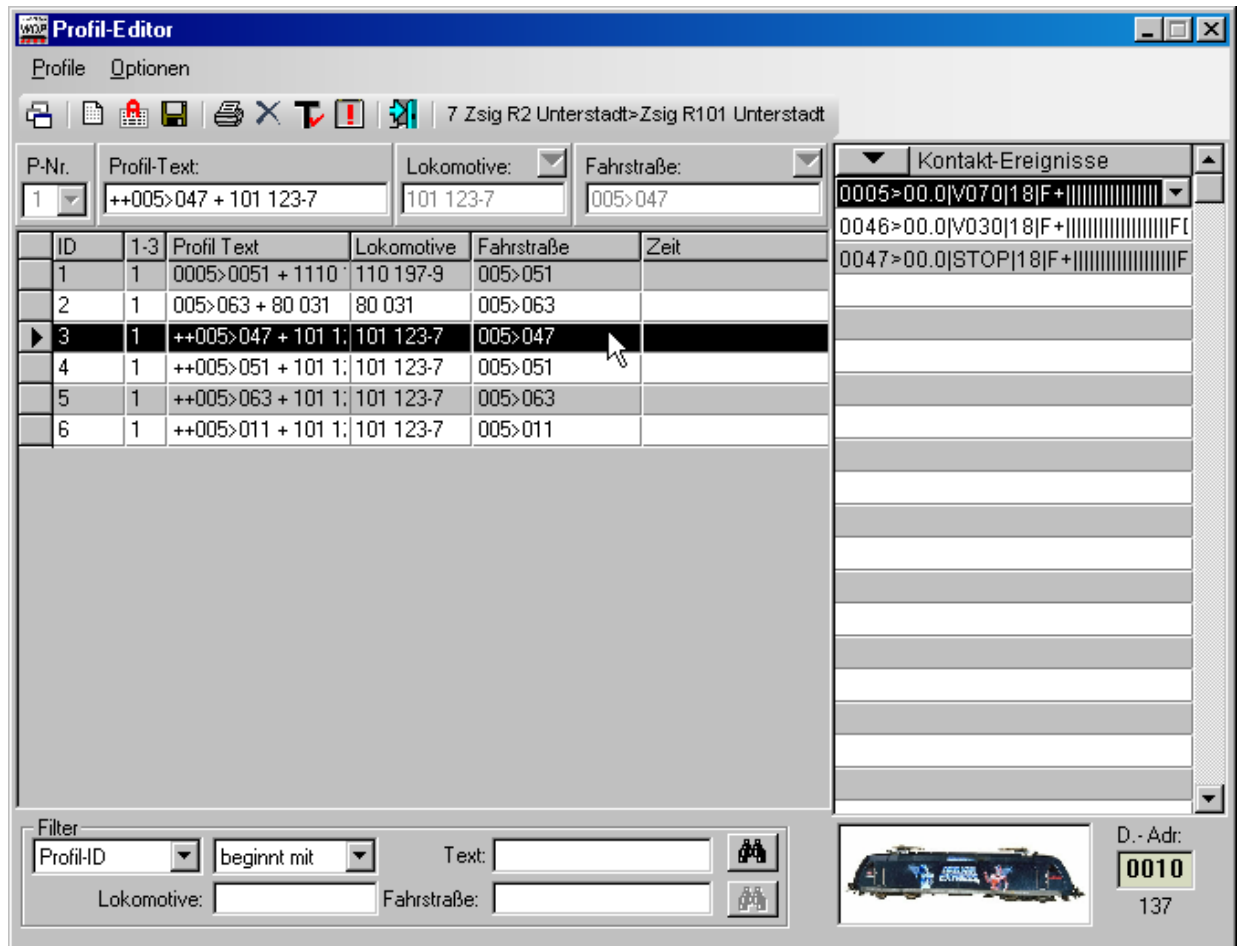 Profil-Editor
Profile Optionen
7 Zsig R2 Unterstadt>Zsig R101 Unterstadt
P-Nr. Profil-Text: Lokomotive: Fahrstraße:
1 ++005>047 + 101 123-7 101 123-7 005>047
ID 1-3 Profil Text Lokomotive Fahrstraße Zeit
1 1 0005>0051 + 1110 110 197-9 005>051
2 1 005>063 + 80 031 80 031 005>063
3 1 ++005>047 + 101 1 101 123-7 005>047
4 1 ++005>051 + 101 1 101 123-7 005>051
5 1 ++005>063 + 101 1 101 123-7 005>063
6 1 ++005>011 + 101 1 101 123-7 005>011
Kontakt-Ereignisse
0005>00.0|V070|18|F+||||||||||||||||||
0046>00.0|V030|18|F+||||||||||||||||||F[
0047>00.0|STOP|18|F+||||||||||||||||||F
Filter
Profil-ID beginnt mit Text:
Lokomotive: Fahrstraße:
D.- Adr:
0010
137